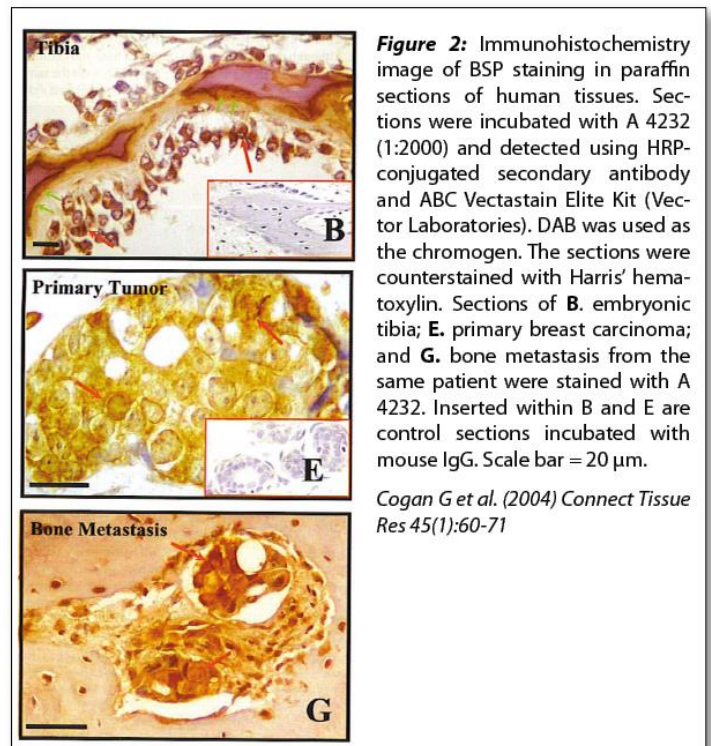 Tibia
B
Primary Tumor
E
Bone Metastasis
G
Figure 2: Immunohistochemistry
image of BSP staining in paraffin
sections of human tissues. Sec-
tions were incubated with A 4232
(1:2000) and detected using HRP-
conjugated secondary antibody
and ABC Vectastain Elite Kit (Vec-
tor Laboratories). DAB was used as
the chromogen. The sections were
counterstained with Harris' hema-
toxylin. Sections of B. embryonic
tibia; E. primary breast carcinoma;
and G. bone metastasis from the
same patient were stained with A
4232. Inserted within B and E are
control sections incubated with
mouse IgG. Scale bar = 20 μm.
Cogan G et al. (2004) Connect Tissue
Res 45(1):60-71